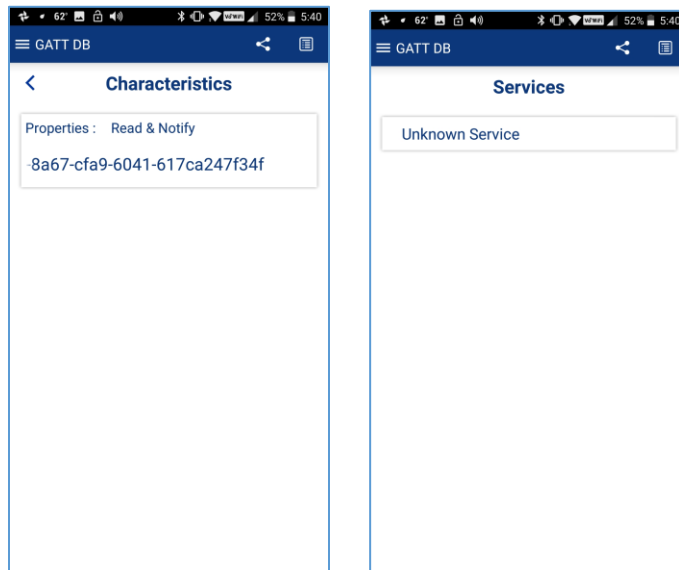 62° 52% 5:40
GATT DB
Characteristics
Properties : Read & Notify
-8a67-cfa9-6041-617ca247f34f
62° 52% 5:40
GATT DB
Services
Unknown Service